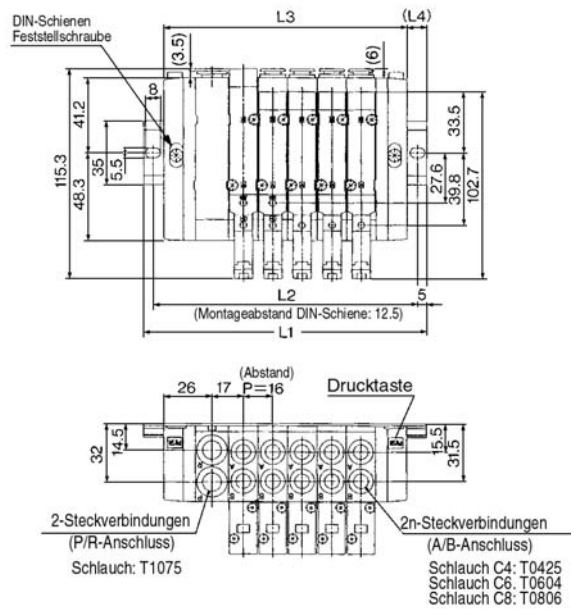 L3
(L4)
DIN-Schienen
Feststellschraube
(3.5)
(6)
8
41.2
33.5
115.3
35
5.5
48.3
27.6
39.8
102.7
L2
5
(Montageabstand DIN-Schiene: 12.5)
L1
(Abstand)
26
17
P=16
Drucktaste
32
14.5
15.5
31.5
2-Steckverbindungen
(P/R-Anschluss)
Schlauch: T1075
2n-Steckverbindungen
(A/B-Anschluss)
Schlauch C4: T0425
Schlauch C6. T0604
Schlauch C8: T0806